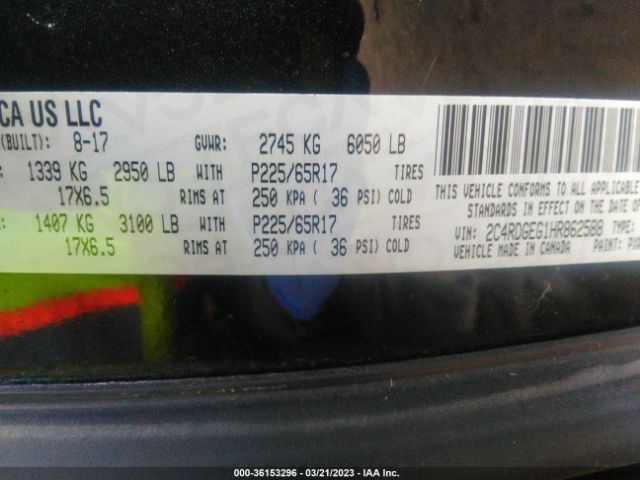 CA US LLC
(BUILT): 8-17 GVWR: 2745 KG 6050 LB
: 1339 KG 2950 LB WITH P225/65R17 TIRES
17X6.5 RIMS AT 250 KPA ( 36 PSI) COLD
: 1407 KG 3100 LB WITH P225/65R17 TIRES
17X6.5 RIMS AT 250 KPA ( 36 PSI) COLD
THIS VEHICLE CONFORMS TO ALL
STANDARDS IN EFFECT ON THE
VIN: 2C4RDGEG1HR862588 TYPE:
VEHICLE MADE IN CANADA PAINT:
000-36153296 - 03/21/2023 - IAA Inc.